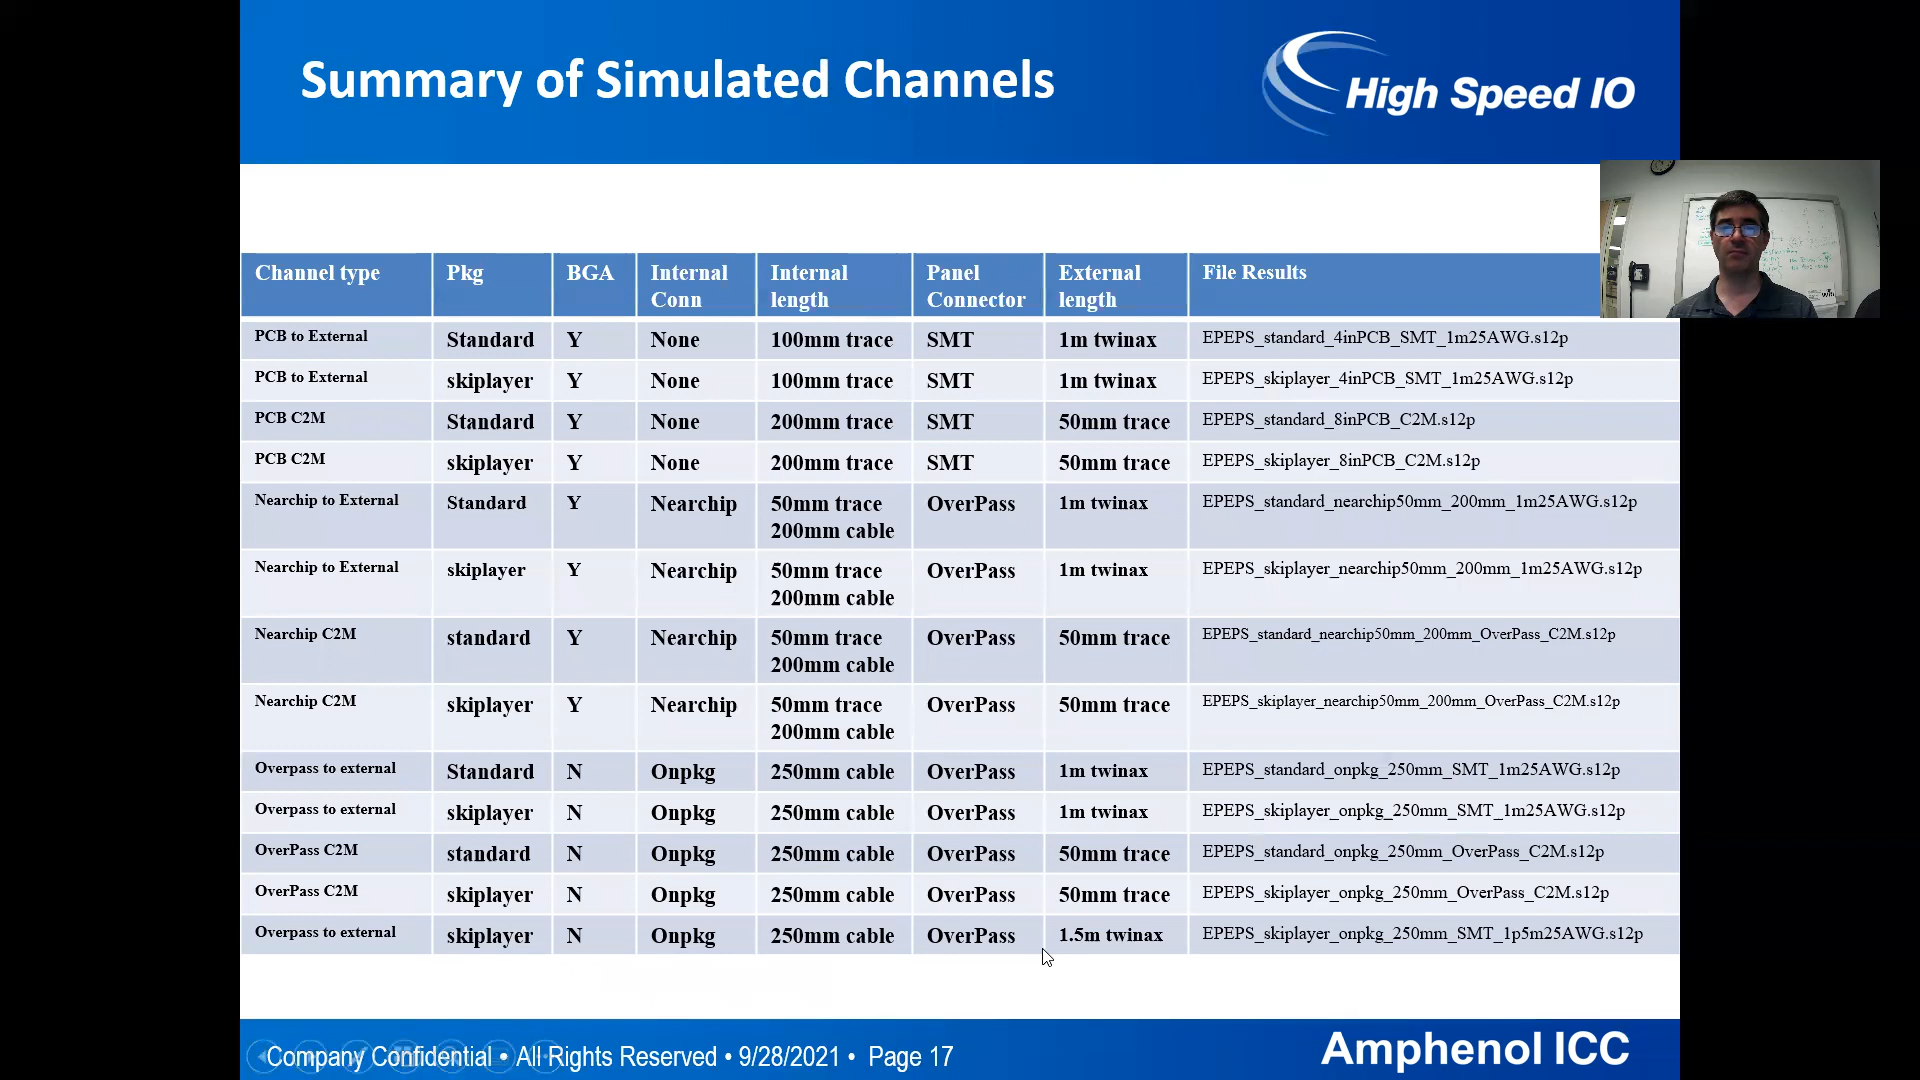 Summary of Simulated Channels
High Speed IO
Channel type Pkg BGA Internal Conn Internal length Panel Connector External length File Results
PCB to External Standard Y None 100mm trace SMT 1m twinax EPEPS_standard_4inPCB_SMT_1m25AWG.s12p
PCB to External skiplayer Y None 100mm trace SMT 1m twinax EPEPS_skiplayer_4inPCB_SMT_1m25AWG.s12p
PCB C2M Standard Y None 200mm trace SMT 50mm trace EPEPS_standard_8inPCB_C2M.s12p
PCB C2M skiplayer Y None 200mm trace SMT 50mm trace EPEPS_skiplayer_8inPCB_C2M.s12p
Nearchip to External Standard Y Nearchip 50mm trace 200mm cable OverPass 1m twinax EPEPS_standard_nearchip50mm_200mm_1m25AWG.s12p
Nearchip to External skiplayer Y Nearchip 50mm trace 200mm cable OverPass 1m twinax EPEPS_skiplayer_nearchip50mm_200mm_1m25AWG.s12p
Nearchip C2M standard Y Nearchip 50mm trace 200mm cable OverPass 50mm trace EPEPS_standard_nearchip50mm_200mm_OverPass_C2M.s12p
Nearchip C2M skiplayer Y Nearchip 50mm trace 200mm cable OverPass 50mm trace EPEPS_skiplayer_nearchip50mm_200mm_OverPass_C2M.s12p
Overpass to external Standard N Onpkg 250mm cable OverPass 1m twinax EPEPS_standard_onpkg_250mm_SMT_1m25AWG.s12p
Overpass to external skiplayer N Onpkg 250mm cable OverPass 1m twinax EPEPS_skiplayer_onpkg_250mm_SMT_1m25AWG.s12p
OverPass C2M standard N Onpkg 250mm cable OverPass 50mm trace EPEPS_standard_onpkg_250mm_OverPass_C2M.s12p
OverPass C2M skiplayer N Onpkg 250mm cable OverPass 50mm trace EPEPS_skiplayer_onpkg_250mm_OverPass_C2M.s12p
Overpass to external skiplayer N Onpkg 250mm cable OverPass 1.5m twinax EPEPS_skiplayer_onpkg_250mm_SMT_1p5m25AWG.s12p
Company Confidential • All Rights Reserved • 9/28/2021 • Page 17
Amphenol ICC